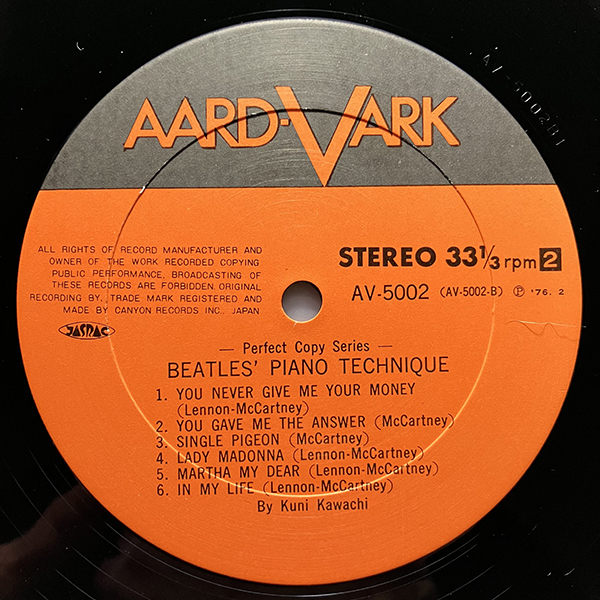 AV-5002B1
AARD-VARK
ALL RIGHTS OF RECORD MANUFACTURER AND
OWNER OF THE WORK RECORDED COPYING
PUBLIC PERFORMANCE, BROADCASTING OF
THESE RECORDS ARE FORBIDDEN. ORIGINAL
RECORDING BY, TRADE MARK REGISTERED AND
MADE BY CANYON RECORDS INC., JAPAN
JASRAC
STEREO 33 1/3 rpm 2
AV-5002 (AV-5002-B) Ⓟ '76. 2
— Perfect Copy Series —
BEATLES' PIANO TECHNIQUE
1. YOU NEVER GIVE ME YOUR MONEY
(Lennon-McCartney)
2. YOU GAVE ME THE ANSWER (McCartney)
3. SINGLE PIGEON (McCartney)
4. LADY MADONNA (Lennon-McCartney)
5. MARTHA MY DEAR (Lennon-McCartney)
6. IN MY LIFE (Lennon-McCartney)
By Kuni Kawachi